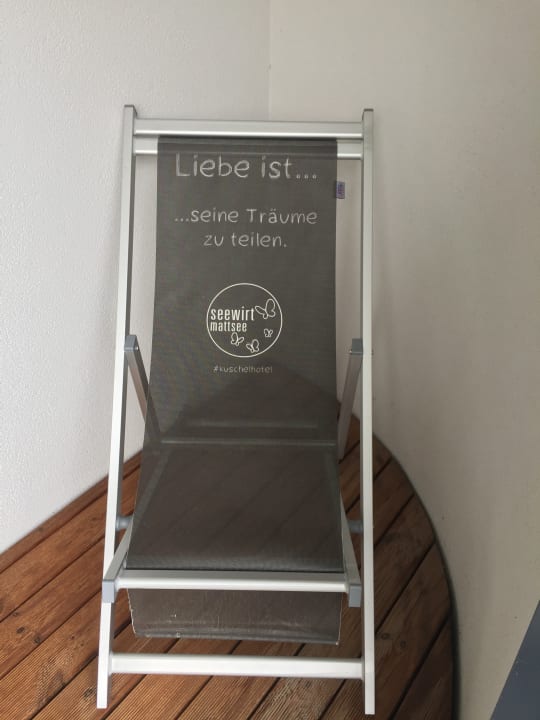 Liebe ist...
...seine Träume
zu teilen.
seewirt
mattsee
#kuschelhotel